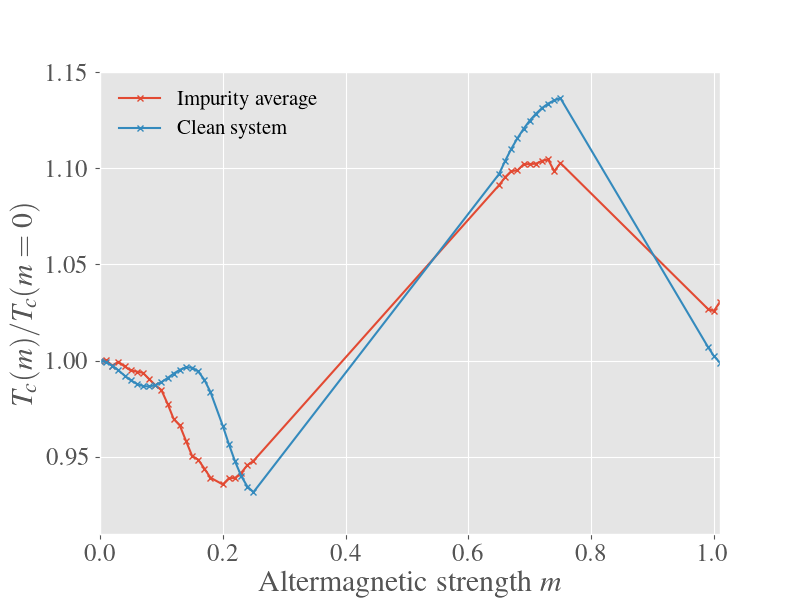 1.15
1.10
1.05
1.00
0.95
T_c(m)/T_c(m = 0)
Impurity average
Clean system
0.0 0.2 0.4 0.6 0.8 1.0
Altermagnetic strength m